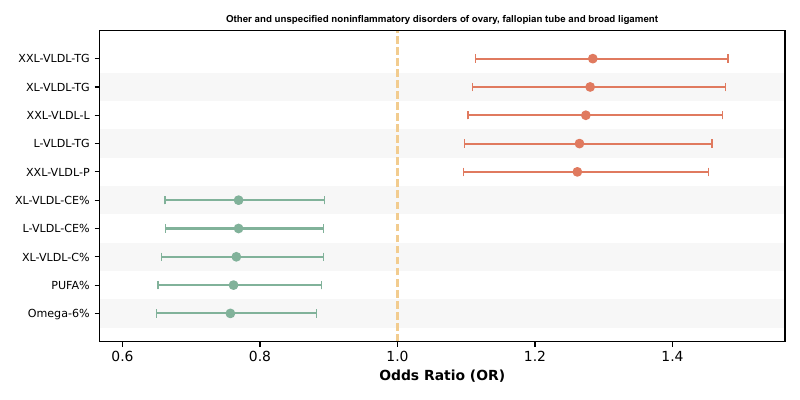 Other and unspecified noninflammatory disorders of ovary, fallopian tube and broad ligament
XXL-VLDL-TG
XL-VLDL-TG
XXL-VLDL-L
L-VLDL-TG
XXL-VLDL-P
XL-VLDL-CE%
L-VLDL-CE%
XL-VLDL-C%
PUFA%
Omega-6%
0.6 0.8 1.0 1.2 1.4
Odds Ratio (OR)